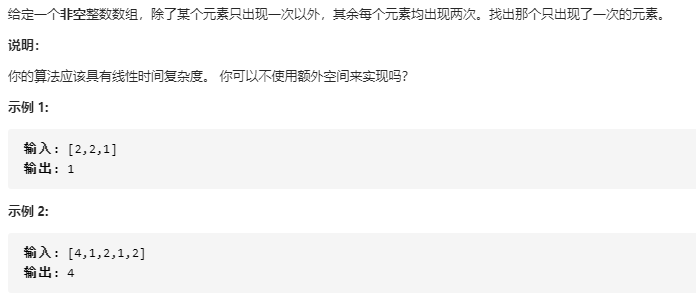 给定一个非空整数数组，除了某个元素只出现一次以外，其余每个元素均出现两次。找出那个只出现了一次的元素。
说明：
你的算法应该具有线性时间复杂度。 你可以不使用额外空间来实现吗？
示例 1:
输入: [2,2,1]
输出: 1
示例 2:
输入: [4,1,2,1,2]
输出: 4